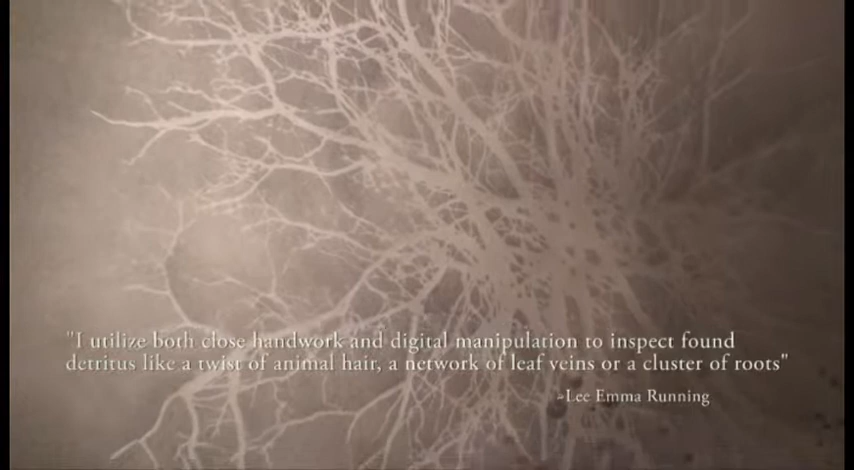 "I utilize both close handwork and digital manipulation to inspect found
detritus like a twist of animal hair, a network of leaf veins or a cluster of roots"
-Lee Emma Running